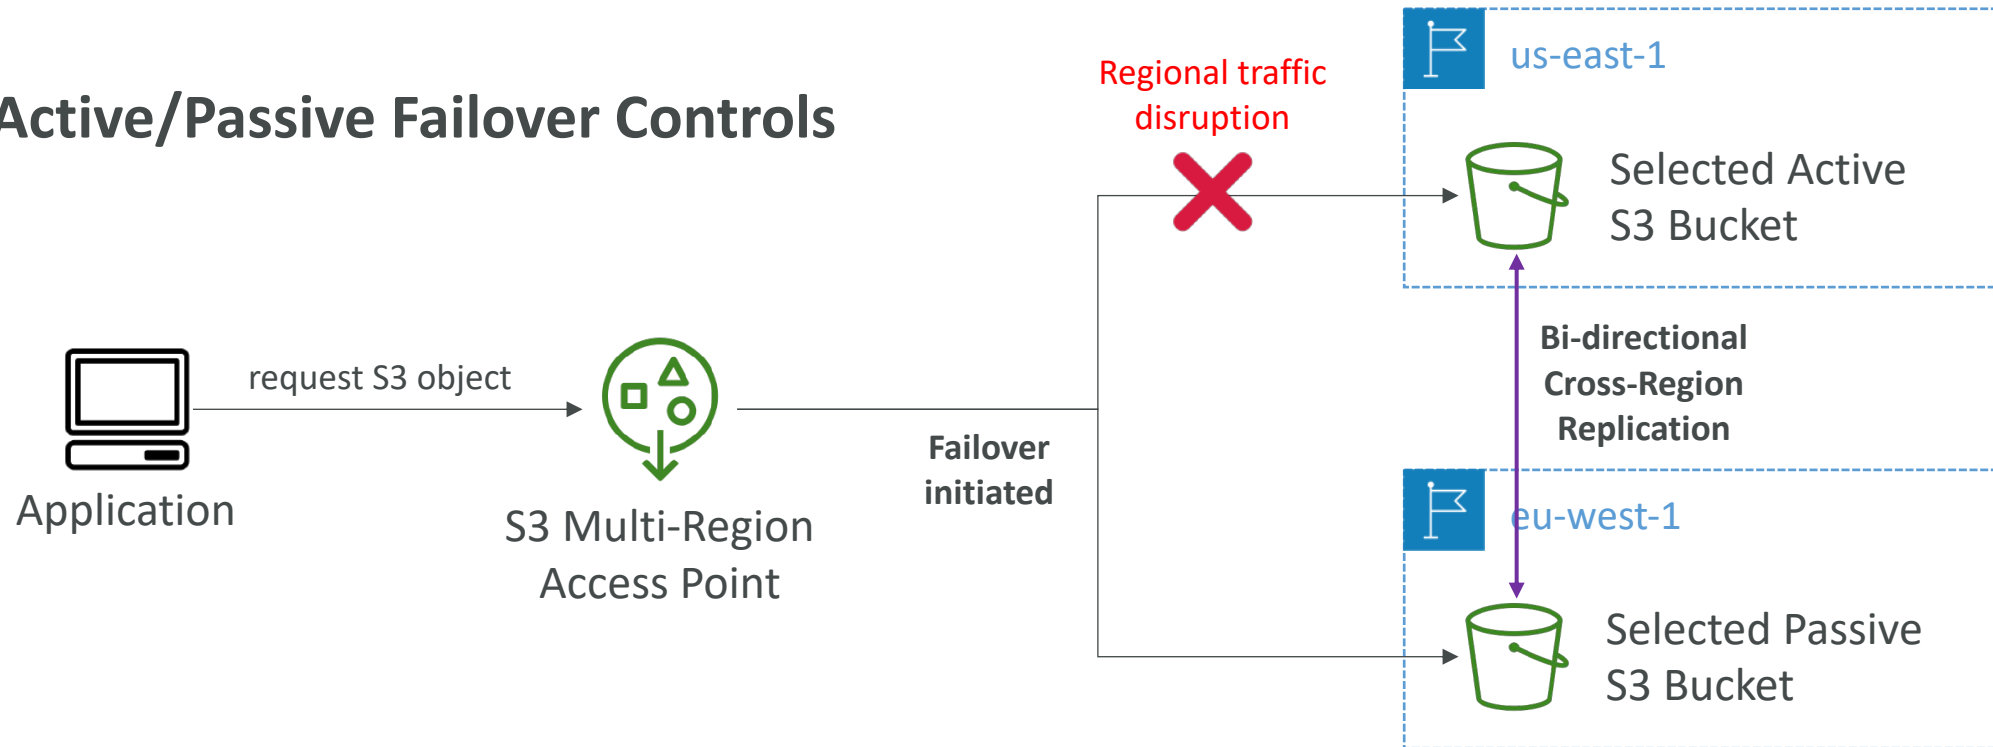 Active/Passive Failover Controls
Regional traffic
disruption
us-east-1
Selected Active
S3 Bucket
request S3 object
Application
S3 Multi-Region
Access Point
Failover
initiated
Bi-directional
Cross-Region
Replication
eu-west-1
Selected Passive
S3 Bucket